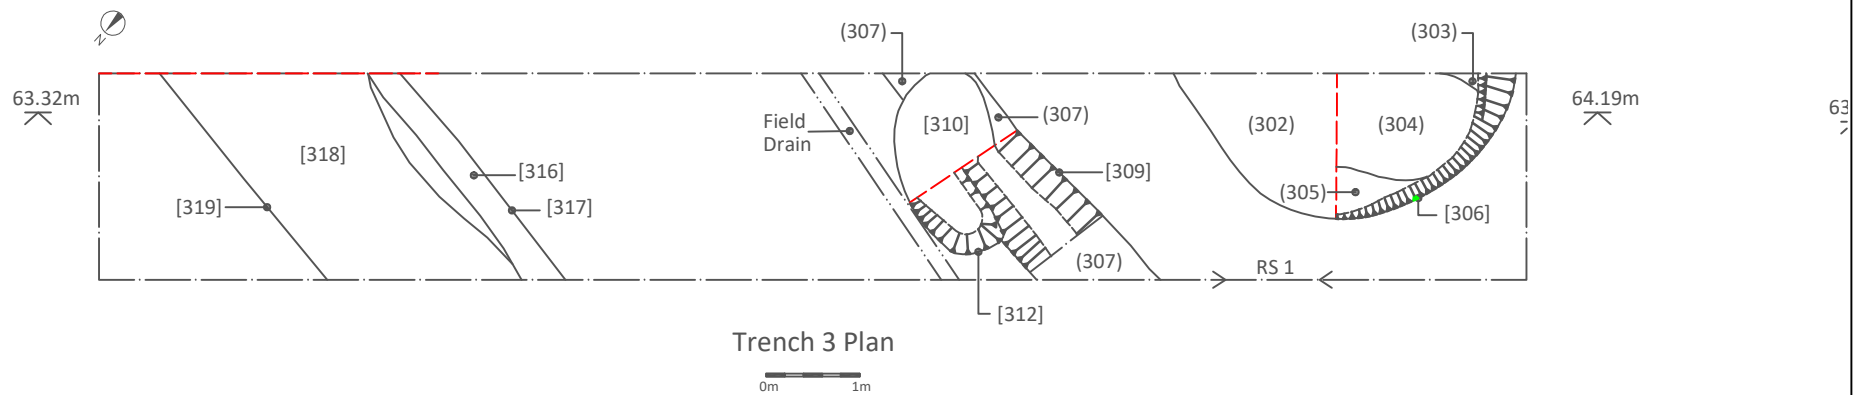 N
(307)
(303)
63.32m
64.19m
63
[310]
(307)
Field
Drain
(302)
(304)
[318]
[316]
[309]
(305)
[319]
[317]
[306]
(307)
RS 1
[312]
Trench 3 Plan
0m 1m